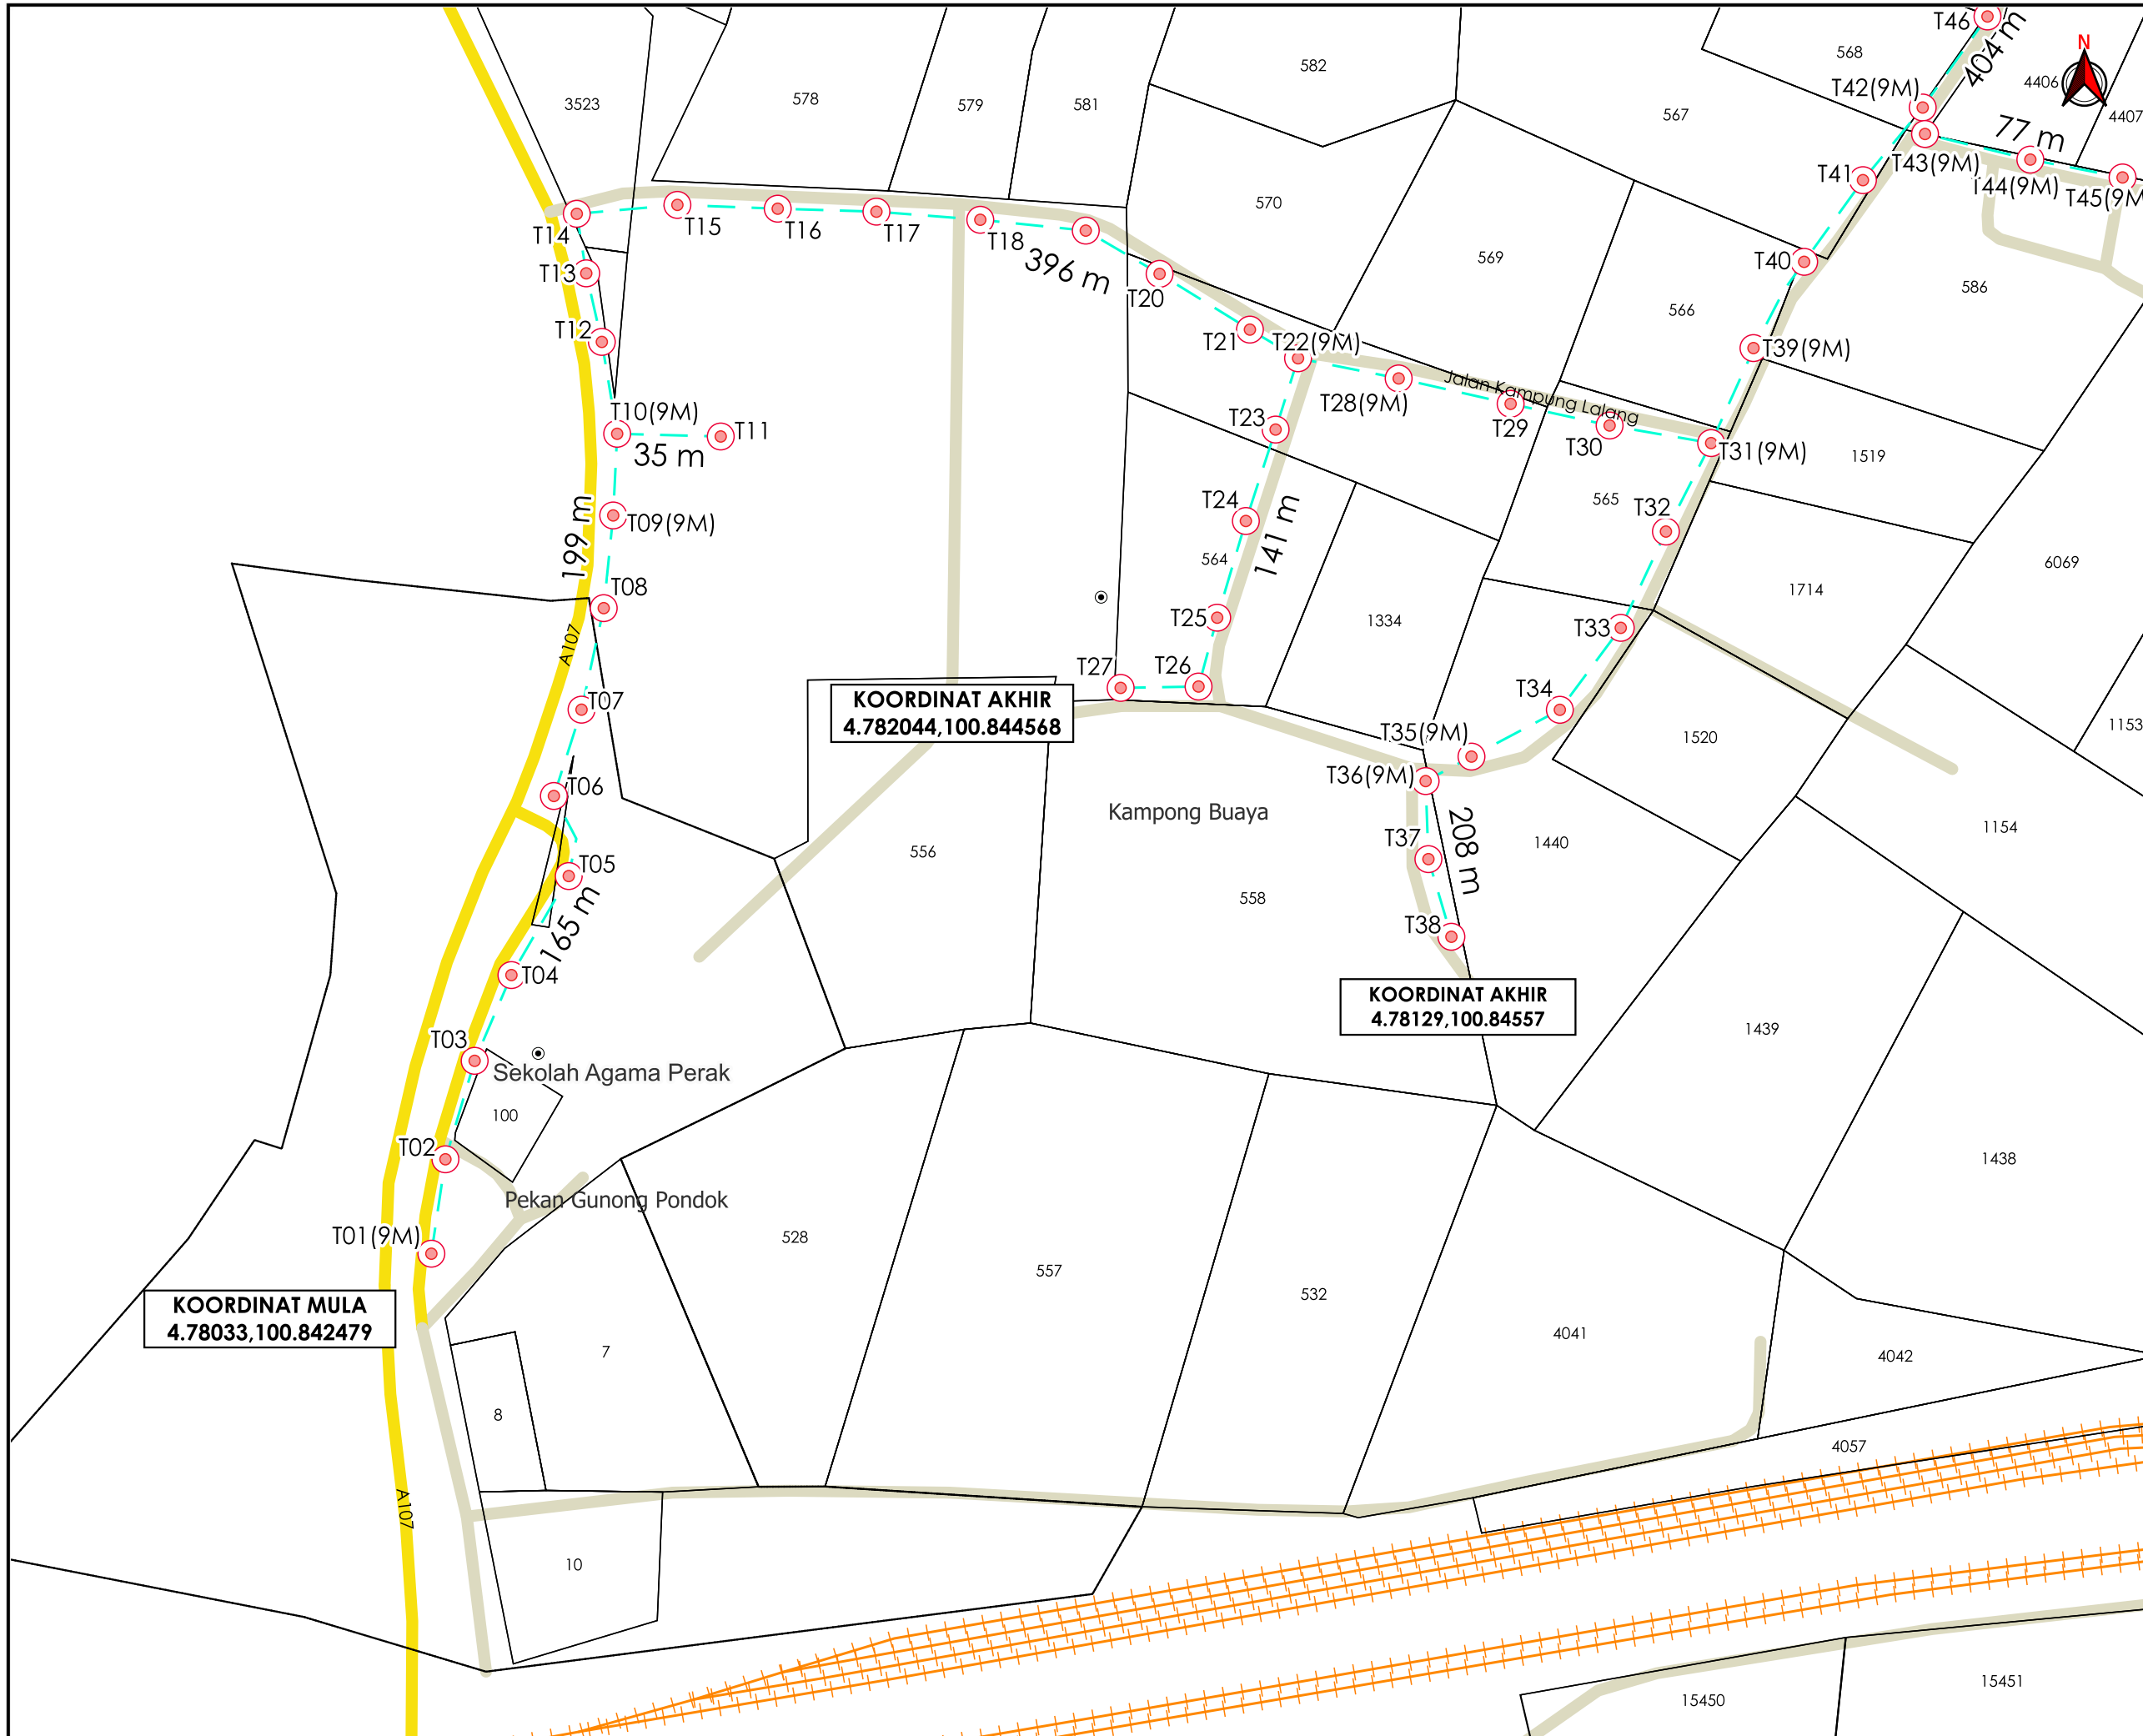 T46
404 m
N
568
582
4406
T42(9M)
3523
578
579
581
567
4407
77 m
T43(9M)
T41
T44(9M)
T45(9M
570
T14
T15
T16
T17
T18
396 m
569
T40
T13
586
T20
566
T12
T21
T22(9M)
T39(9M)
Jalan Kampung Lalang
T28(9M)
T10(9M)
T11
T23
T29
T30
T31(9M)
35 m
1519
T24
565
T32
T09(9M)
199 m
141 m
564
6069
T08
1714
T25
1334
T33
A107
T27
T26
T07
T34
KOORDINAT AKHIR
4.782044,100.844568
T35(9M)
1520
1153
T36(9M)
T06
Kampong Buaya
1154
T37
208 m
1440
556
T05
558
165 m
T38
T04
KOORDINAT AKHIR
4.78129,100.84557
1439
T03
Sekolah Agama Perak
100
T02
1438
Pekan Gunong Pondok
T01(9M)
528
557
532
KOORDINAT MULA
4.78033,100.842479
7
4041
4042
8
4057
A107
10
15450
15451